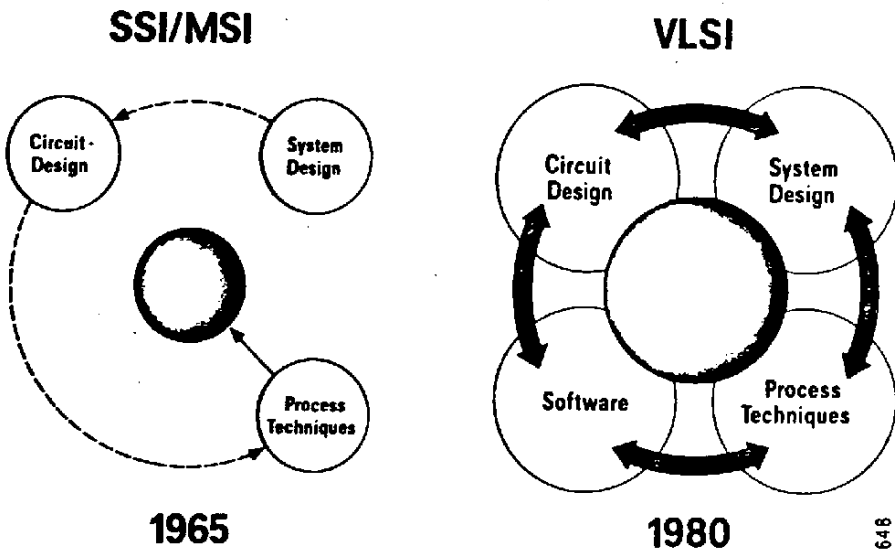 SSI/MSI
Circuit-
Design
System
Design
Process
Techniques
1965
VLSI
Circuit
Design
System
Design
Software
Process
Techniques
1980
648